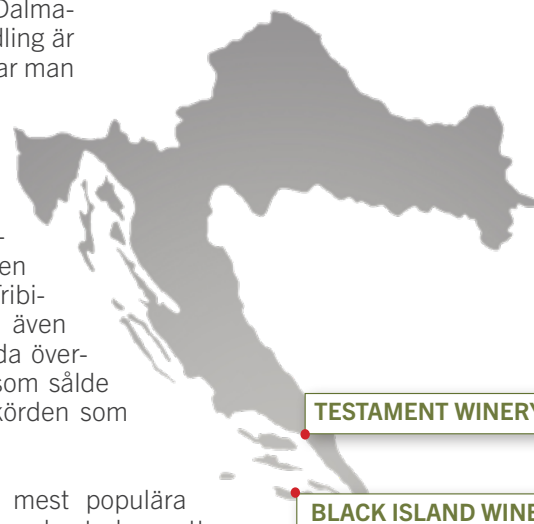 Dalma-
dling är
ar man
en
ribi-
även
da över-
som sålde
körden som
TESTAMENT WINERY
mest populära
BLACK ISLAND WINE